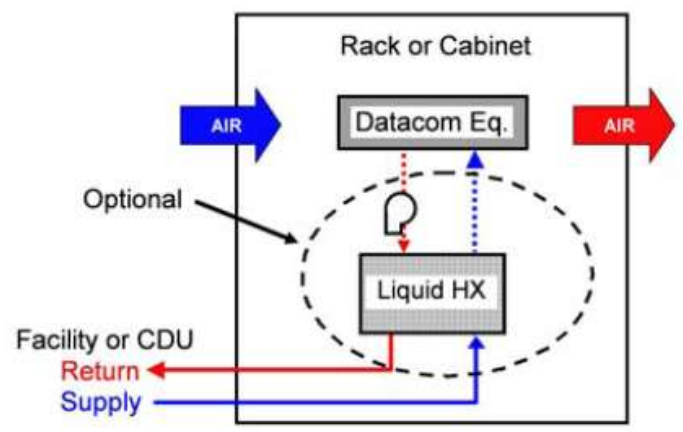 Rack or Cabinet
AIR
Datacom Eq.
AIR
Optional
Liquid HX
Facility or CDU
Return
Supply